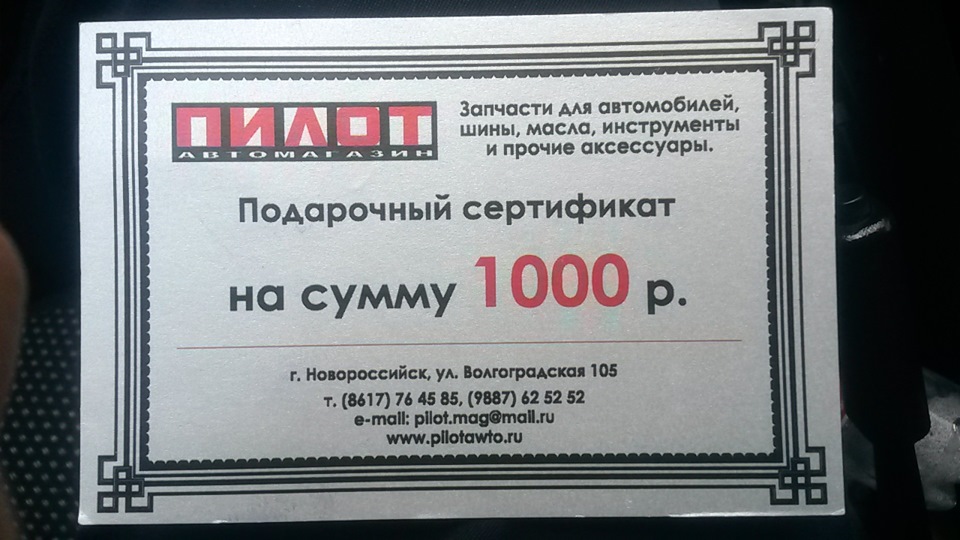 ПИЛОТ
АВТОМАГАЗИН
Запчасти для автомобилей,
шины, масла, инструменты
и прочие аксессуары.
Подарочный сертификат
на сумму 1000 р.
г. Новороссийск, ул. Волгоградская 105
т. (8617) 76 45 85, (9887) 62 52 52
e-mail: pilot.mag@mail.ru
www.pilotawto.ru